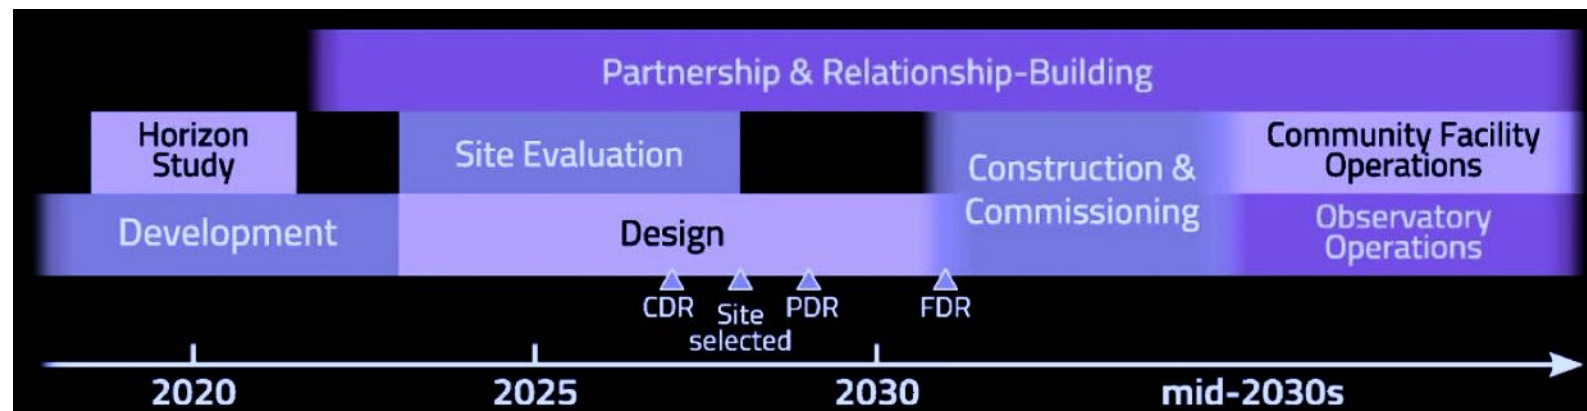 Partnership & Relationship-Building
Horizon
Study
Site Evaluation
Construction &
Commissioning
Community Facility
Operations
Development
Design
Observatory
Operations
CDR
Site
selected
PDR
FDR
2020
2025
2030
mid-2030s